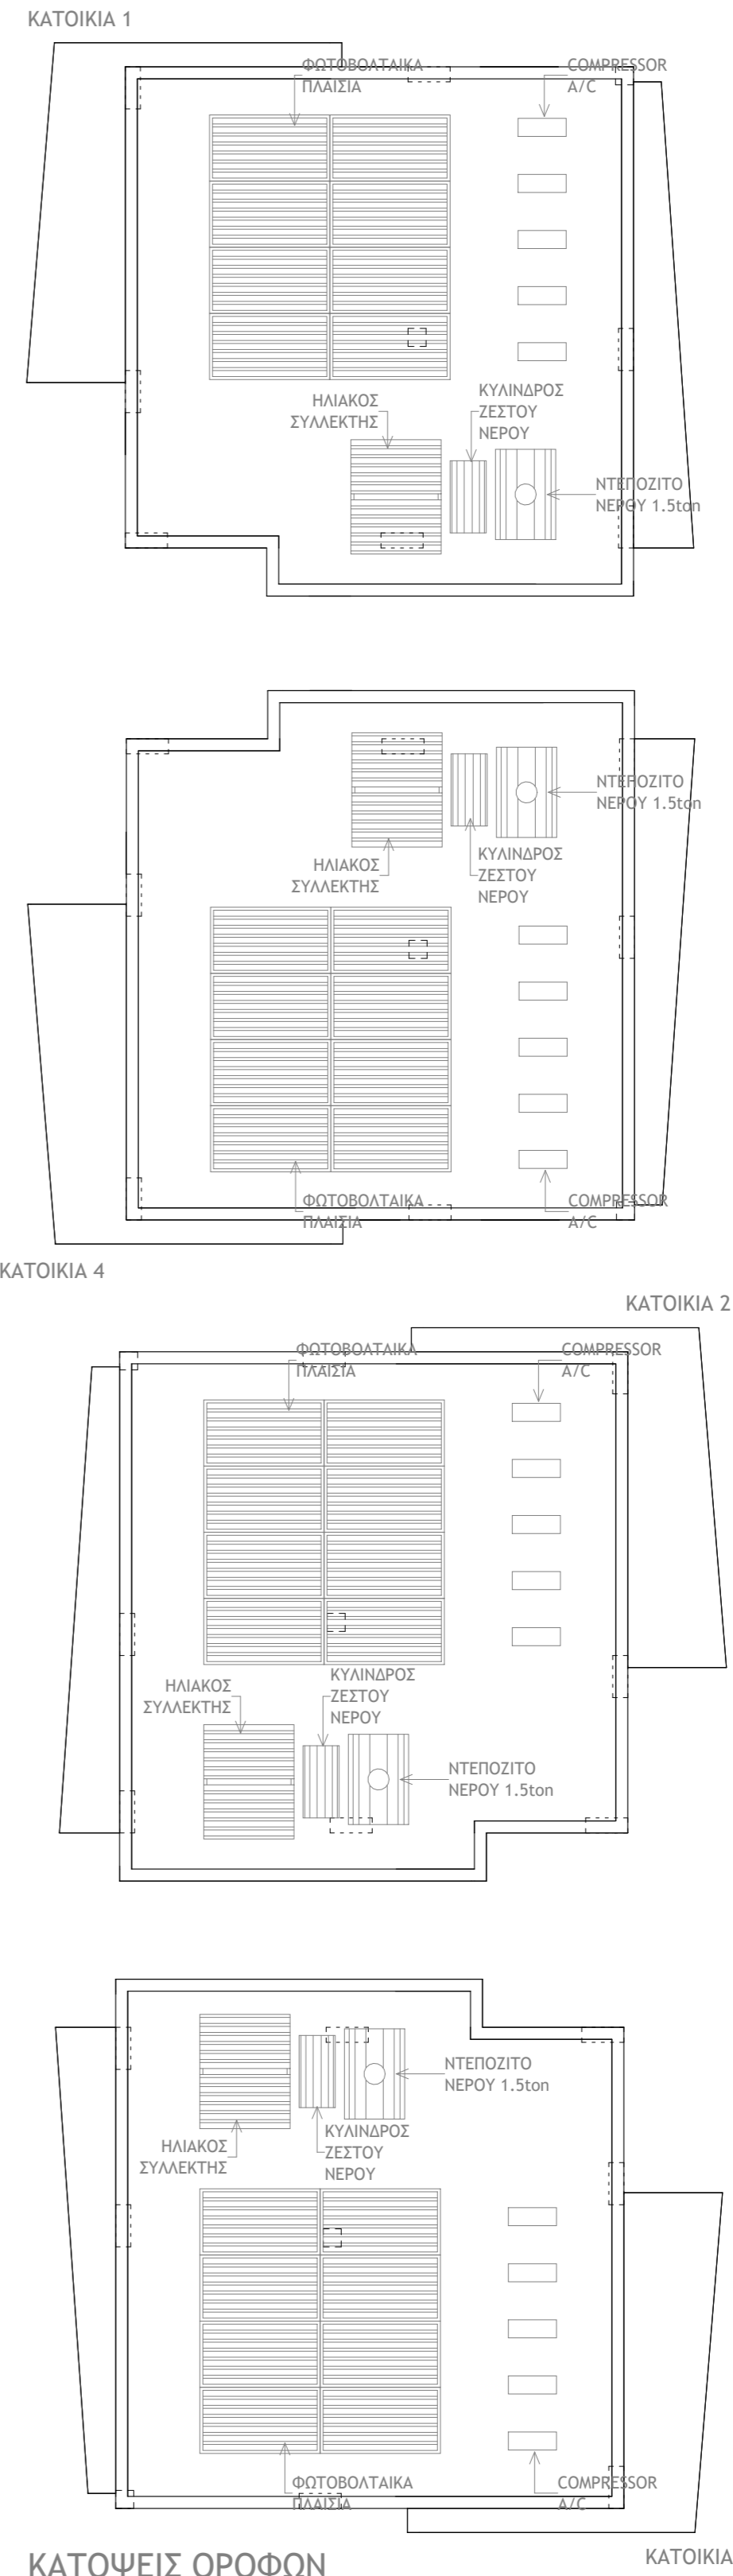 ΚΑΤΟΙΚΙΑ 1
ΦΩΤΟΒΟΛΤΑΙΚΑ
ΠΛΑΙΣΙΑ
COMPRESSOR
A/C
ΗΛΙΑΚΟΣ
ΣΥΛΛΕΚΤΗΣ
ΚΥΛΙΝΔΡΟΣ
ΖΕΣΤΟΥ
ΝΕΡΟΥ
ΝΤΕΠΟΖΙΤΟ
ΝΕΡΟΥ 1.5ton
ΝΤΕΠΟΖΙΤΟ
ΝΕΡΟΥ 1.5ton
ΗΛΙΑΚΟΣ
ΣΥΛΛΕΚΤΗΣ
ΚΥΛΙΝΔΡΟΣ
ΖΕΣΤΟΥ
ΝΕΡΟΥ
ΦΩΤΟΒΟΛΤΑΙΚΑ
ΠΛΑΙΣΙΑ
COMPRESSOR
A/C
ΚΑΤΟΙΚΙΑ 4
ΚΑΤΟΙΚΙΑ 2
ΦΩΤΟΒΟΛΤΑΙΚΑ
ΠΛΑΙΣΙΑ
COMPRESSOR
A/C
ΗΛΙΑΚΟΣ
ΣΥΛΛΕΚΤΗΣ
ΚΥΛΙΝΔΡΟΣ
ΖΕΣΤΟΥ
ΝΕΡΟΥ
ΝΤΕΠΟΖΙΤΟ
ΝΕΡΟΥ 1.5ton
ΝΤΕΠΟΖΙΤΟ
ΝΕΡΟΥ 1.5ton
ΗΛΙΑΚΟΣ
ΣΥΛΛΕΚΤΗΣ
ΚΥΛΙΝΔΡΟΣ
ΖΕΣΤΟΥ
ΝΕΡΟΥ
ΦΩΤΟΒΟΛΤΑΙΚΑ
ΠΛΑΙΣΙΑ
COMPRESSOR
A/C
ΚΑΤΟΙΚΙΑ
ΚΑΤΟΨΕΙΣ ΟΡΟΦΩΝ